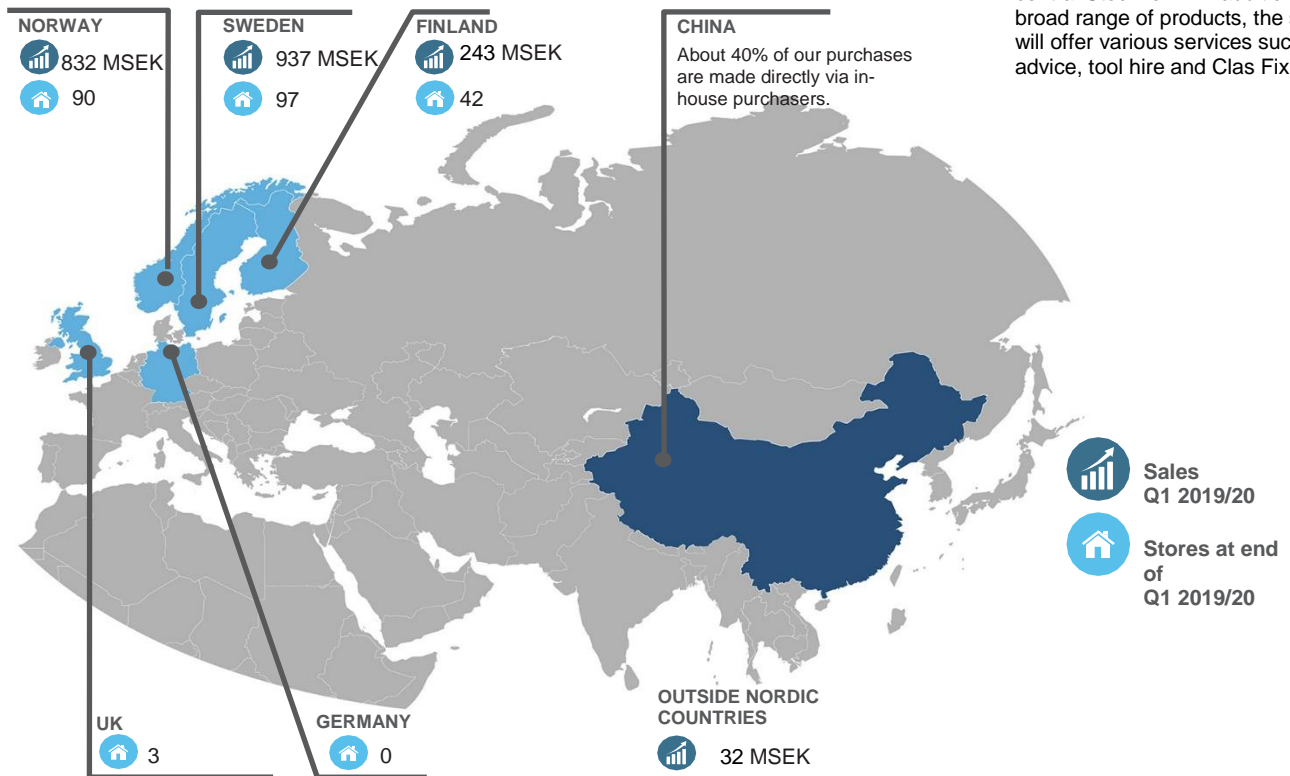 NORWAY
832 MSEK
90
SWEDEN
937 MSEK
97
FINLAND
243 MSEK
42
CHINA
About 40% of our purchases
are made directly via in-
house purchasers.
broad range of products, the
will offer various services suc
advice, tool hire and Clas Fix
Sales
Q1 2019/20
Stores at end
of
Q1 2019/20
UK
3
GERMANY
0
OUTSIDE NORDIC
COUNTRIES
32 MSEK